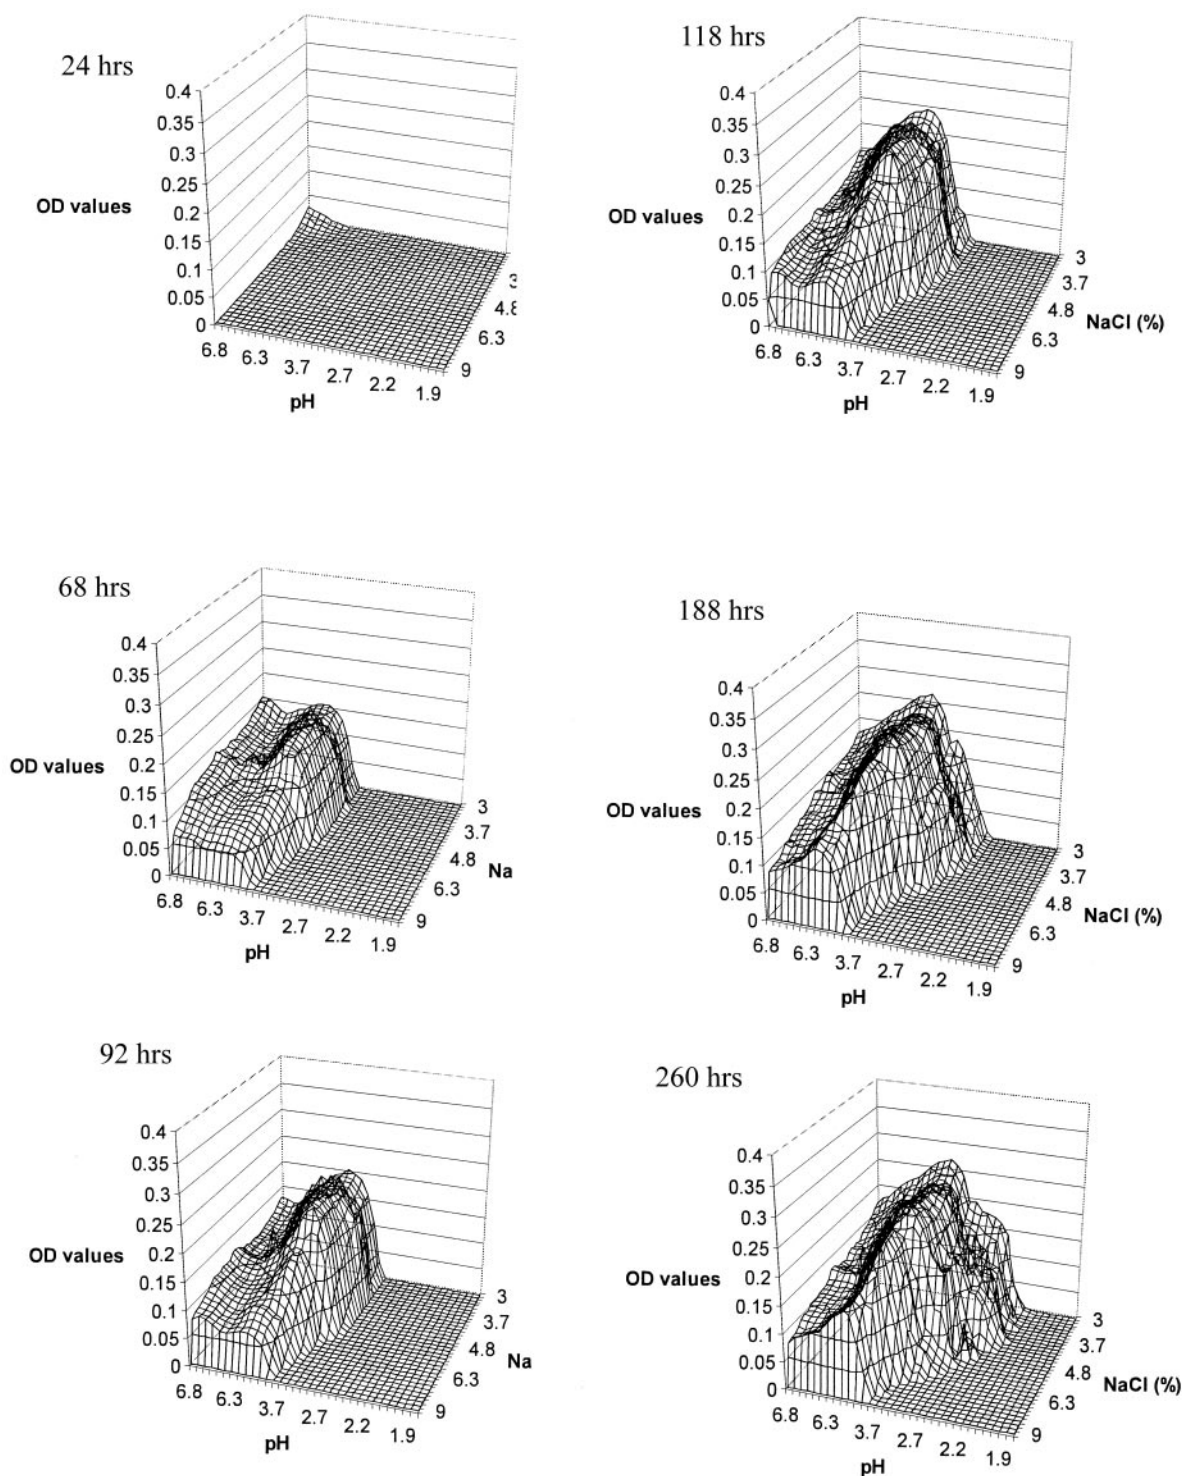 24 hrs
0.4
0.35
0.3
0.25
OD values
0.2
0.15
0.1
0.05
0
6.8 6.3 3.7 2.7 2.2 1.9
3
4.8
6.3
9
pH
118 hrs
0.4
0.35
0.3
0.25
OD values
0.2
0.15
0.1
0.05
0
6.8 6.3 3.7 2.7 2.2 1.9
3
3.7
4.8
NaCl (%)
6.3
9
pH
68 hrs
0.4
0.35
0.3
0.25
OD values
0.2
0.15
0.1
0.05
0
6.8 6.3 3.7 2.7 2.2 1.9
3
3.7
4.8
Na
6.3
9
pH
188 hrs
0.4
0.35
0.3
0.25
OD values
0.2
0.15
0.1
0.05
0
6.8 6.3 3.7 2.7 2.2 1.9
3
3.7
4.8
NaCl (%)
6.3
9
pH
92 hrs
0.4
0.35
0.3
0.25
OD values
0.2
0.15
0.1
0.05
0
6.8 6.3 3.7 2.7 2.2 1.9
3
3.7
4.8
Na
6.3
9
pH
260 hrs
0.4
0.35
0.3
0.25
OD values
0.2
0.15
0.1
0.05
0
6.8 6.3 3.7 2.7 2.2 1.9
3
3.7
4.8
NaCl (%)
6.3
9
pH